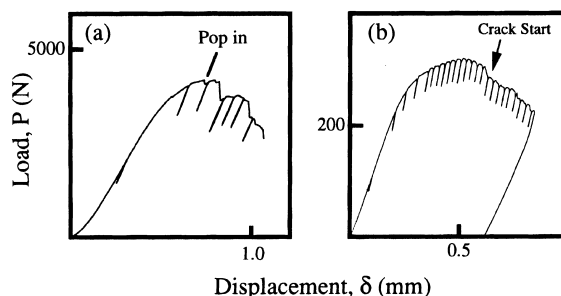 (a)
5000
Pop in
Load, P (N)
1.0
(b)
Crack Start
200
0.5
Displacement, δ (mm)